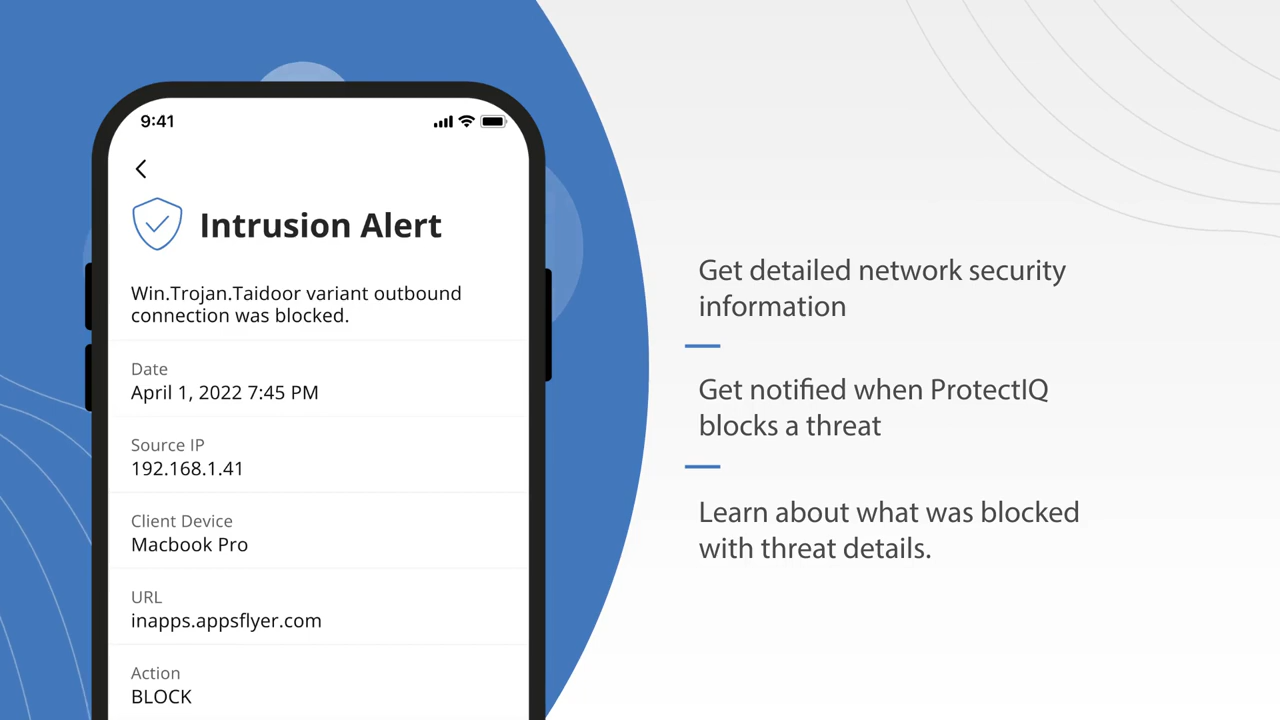 9:41
Intrusion Alert
Win.Trojan.Taidoor variant outbound
connection was blocked.
Date
April 1, 2022 7:45 PM
Source IP
192.168.1.41
Client Device
Macbook Pro
URL
inapps.appsflyer.com
Action
BLOCK
Get detailed network security
information
Get notified when ProtectIQ
blocks a threat
Learn about what was blocked
with threat details.